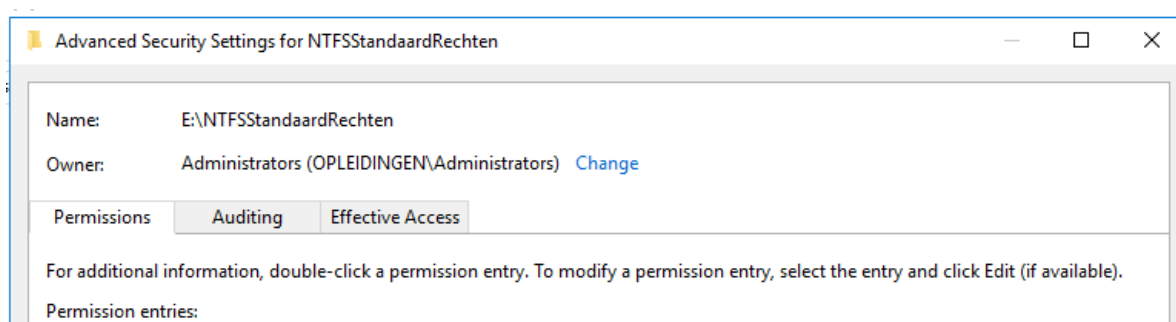 Advanced Security Settings for NTFSStandaardRechten
Name: E:\NTFSStandaardRechten
Owner: Administrators (OPLEIDINGEN\Administrators) Change
Permissions Auditing Effective Access
For additional information, double-click a permission entry. To modify a permission entry, select the entry and click Edit (if available).
Permission entries: